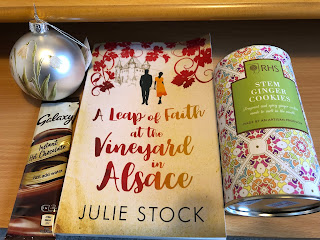 Galaxy
Instant
Hot Chocolate
A Leap of Faith
at the
Vineyard
in
Alsace
JULIE STOCK
RHS
STEM
GINGER
COOKIES